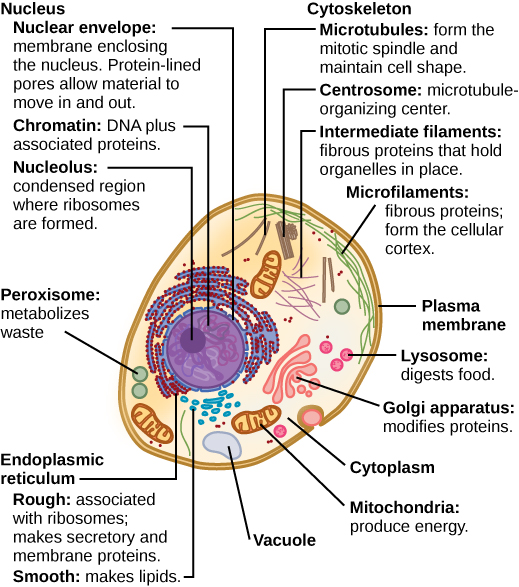 Nucleus
Nuclear envelope:
membrane enclosing
the nucleus. Protein-lined
pores allow material to
move in and out.
Chromatin: DNA plus
associated proteins.
Nucleolus:
condensed region
where ribosomes
are formed.
Peroxisome:
metabolizes
waste
Endoplasmic
reticulum
Rough: associated
with ribosomes;
makes secretory and
membrane proteins.
Smooth: makes lipids.
Cytoskeleton
Microtubules: form the
mitotic spindle and
maintain cell shape.
Centrosome: microtubule-
organizing center.
Intermediate filaments:
fibrous proteins that hold
organelles in place.
Microfilaments:
fibrous proteins;
form the cellular
cortex.
Plasma
membrane
Lysosome:
digests food.
Golgi apparatus:
modifies proteins.
Cytoplasm
Mitochondria:
produce energy.
Vacuole